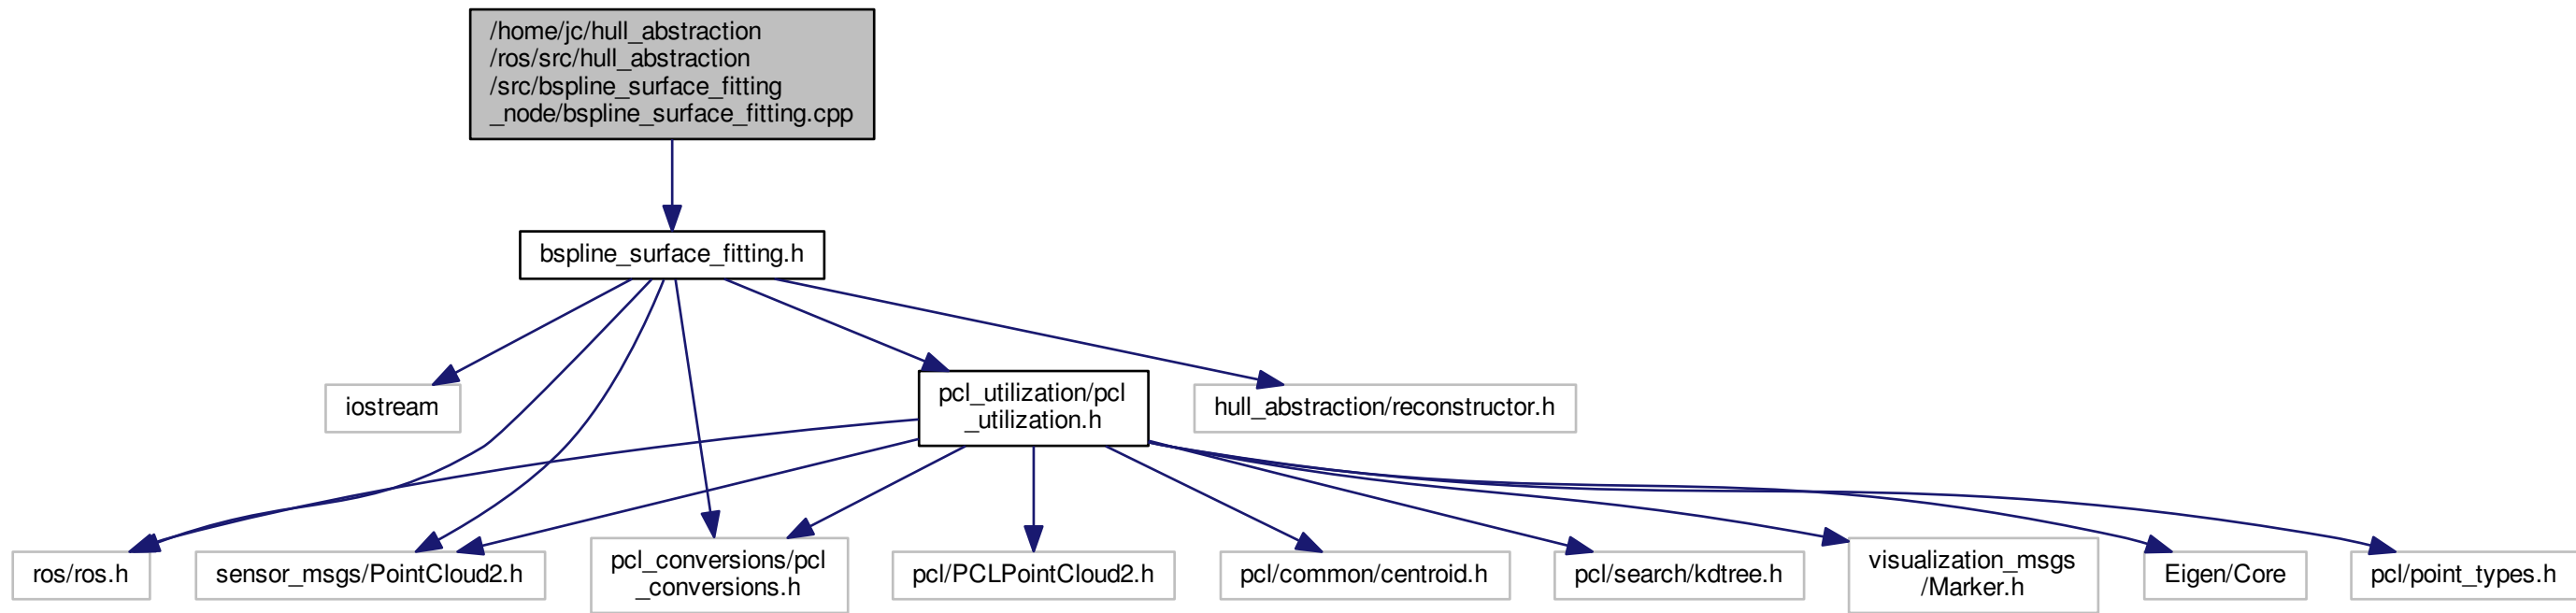 /home/jc/hull_abstraction
/ros/src/hull_abstraction
/src/bspline_surface_fitting
_node/bspline_surface_fitting.cpp
bspline_surface_fitting.h
iostream
pcl_utilization/pcl
_utilization.h
hull_abstraction/reconstructor.h
ros/ros.h
sensor_msgs/PointCloud2.h
pcl_conversions/pcl
_conversions.h
pcl/PCLPointCloud2.h
pcl/common/centroid.h
pcl/search/kdtree.h
visualization_msgs
/Marker.h
Eigen/Core
pcl/point_types.h